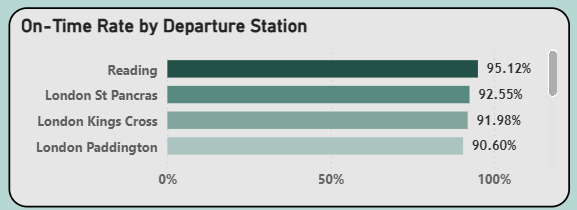 On-Time Rate by Departure Station
Reading 95.12%
London St Pancras 92.55%
London Kings Cross 91.98%
London Paddington 90.60%
0% 50% 100%